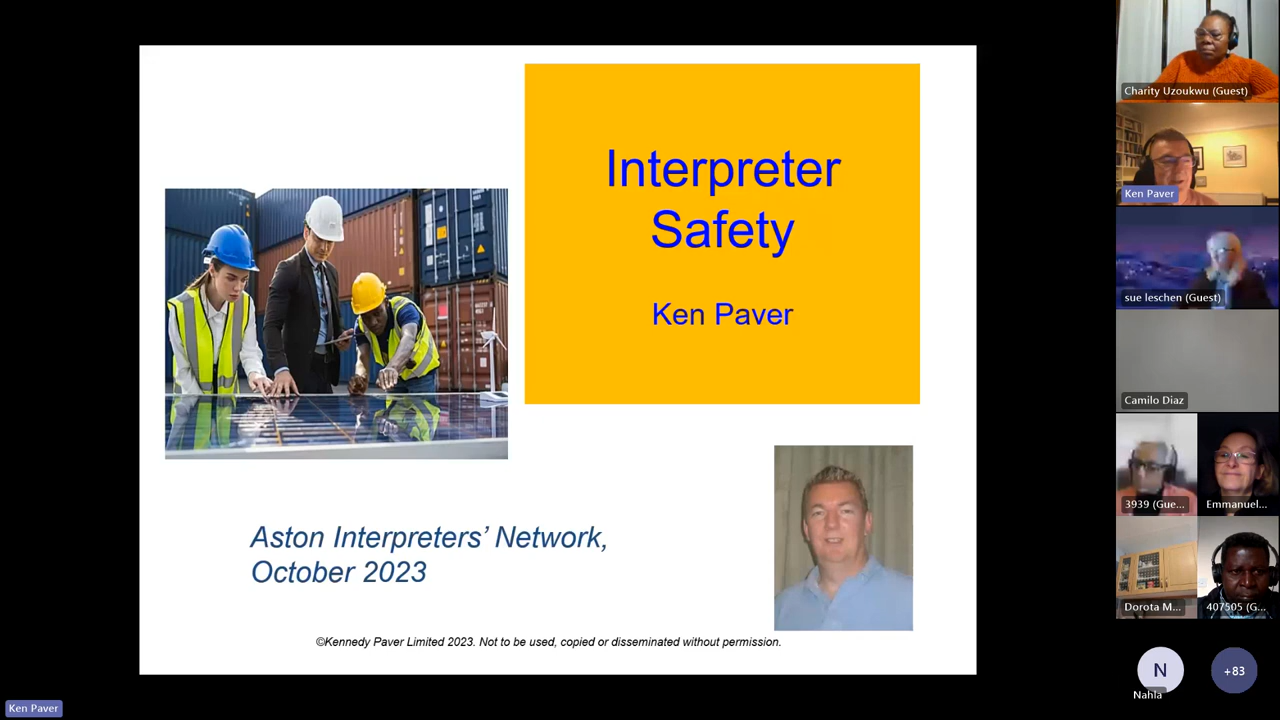 Interpreter
Safety
Ken Paver
Aston Interpreters’ Network,
October 2023
©Kennedy Paver Limited 2023. Not to be used, copied or disseminated without permission.
Charity Uzoukwu (Guest)
Ken Paver
sue leschen (Guest)
Camilo Diaz
3939 (Gue...
Emmanuel...
Dorota M...
407505 (G...
N
Nahla
+83
Ken Paver